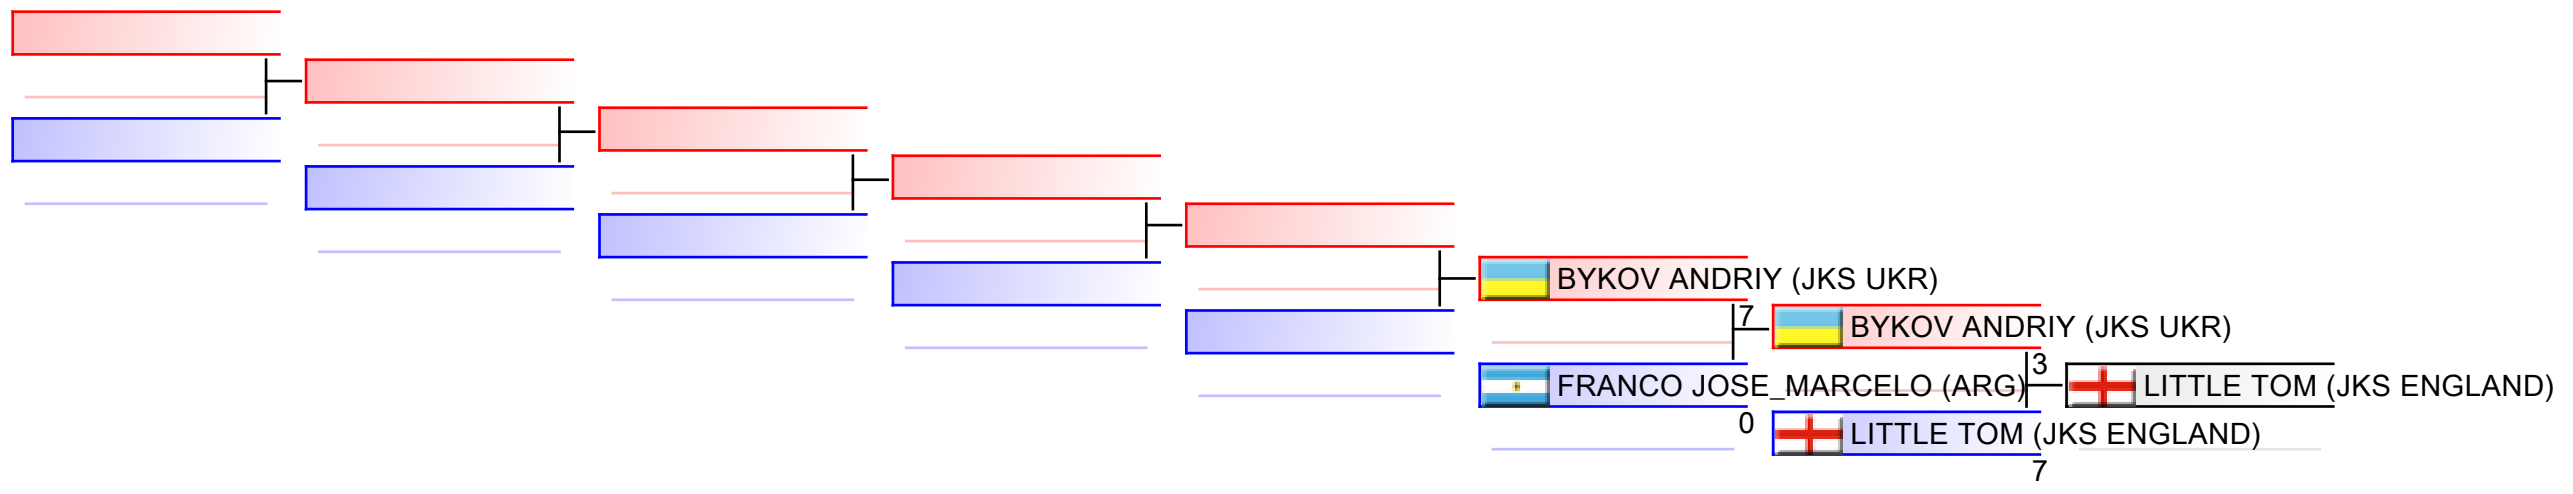 BYKOV ANDRIY (JKS UKR)
7
BYKOV ANDRIY (JKS UKR)
3
FRANCO JOSE_MARCELO (ARG)
LITTLE TOM (JKS ENGLAND)
0
LITTLE TOM (JKS ENGLAND)
7